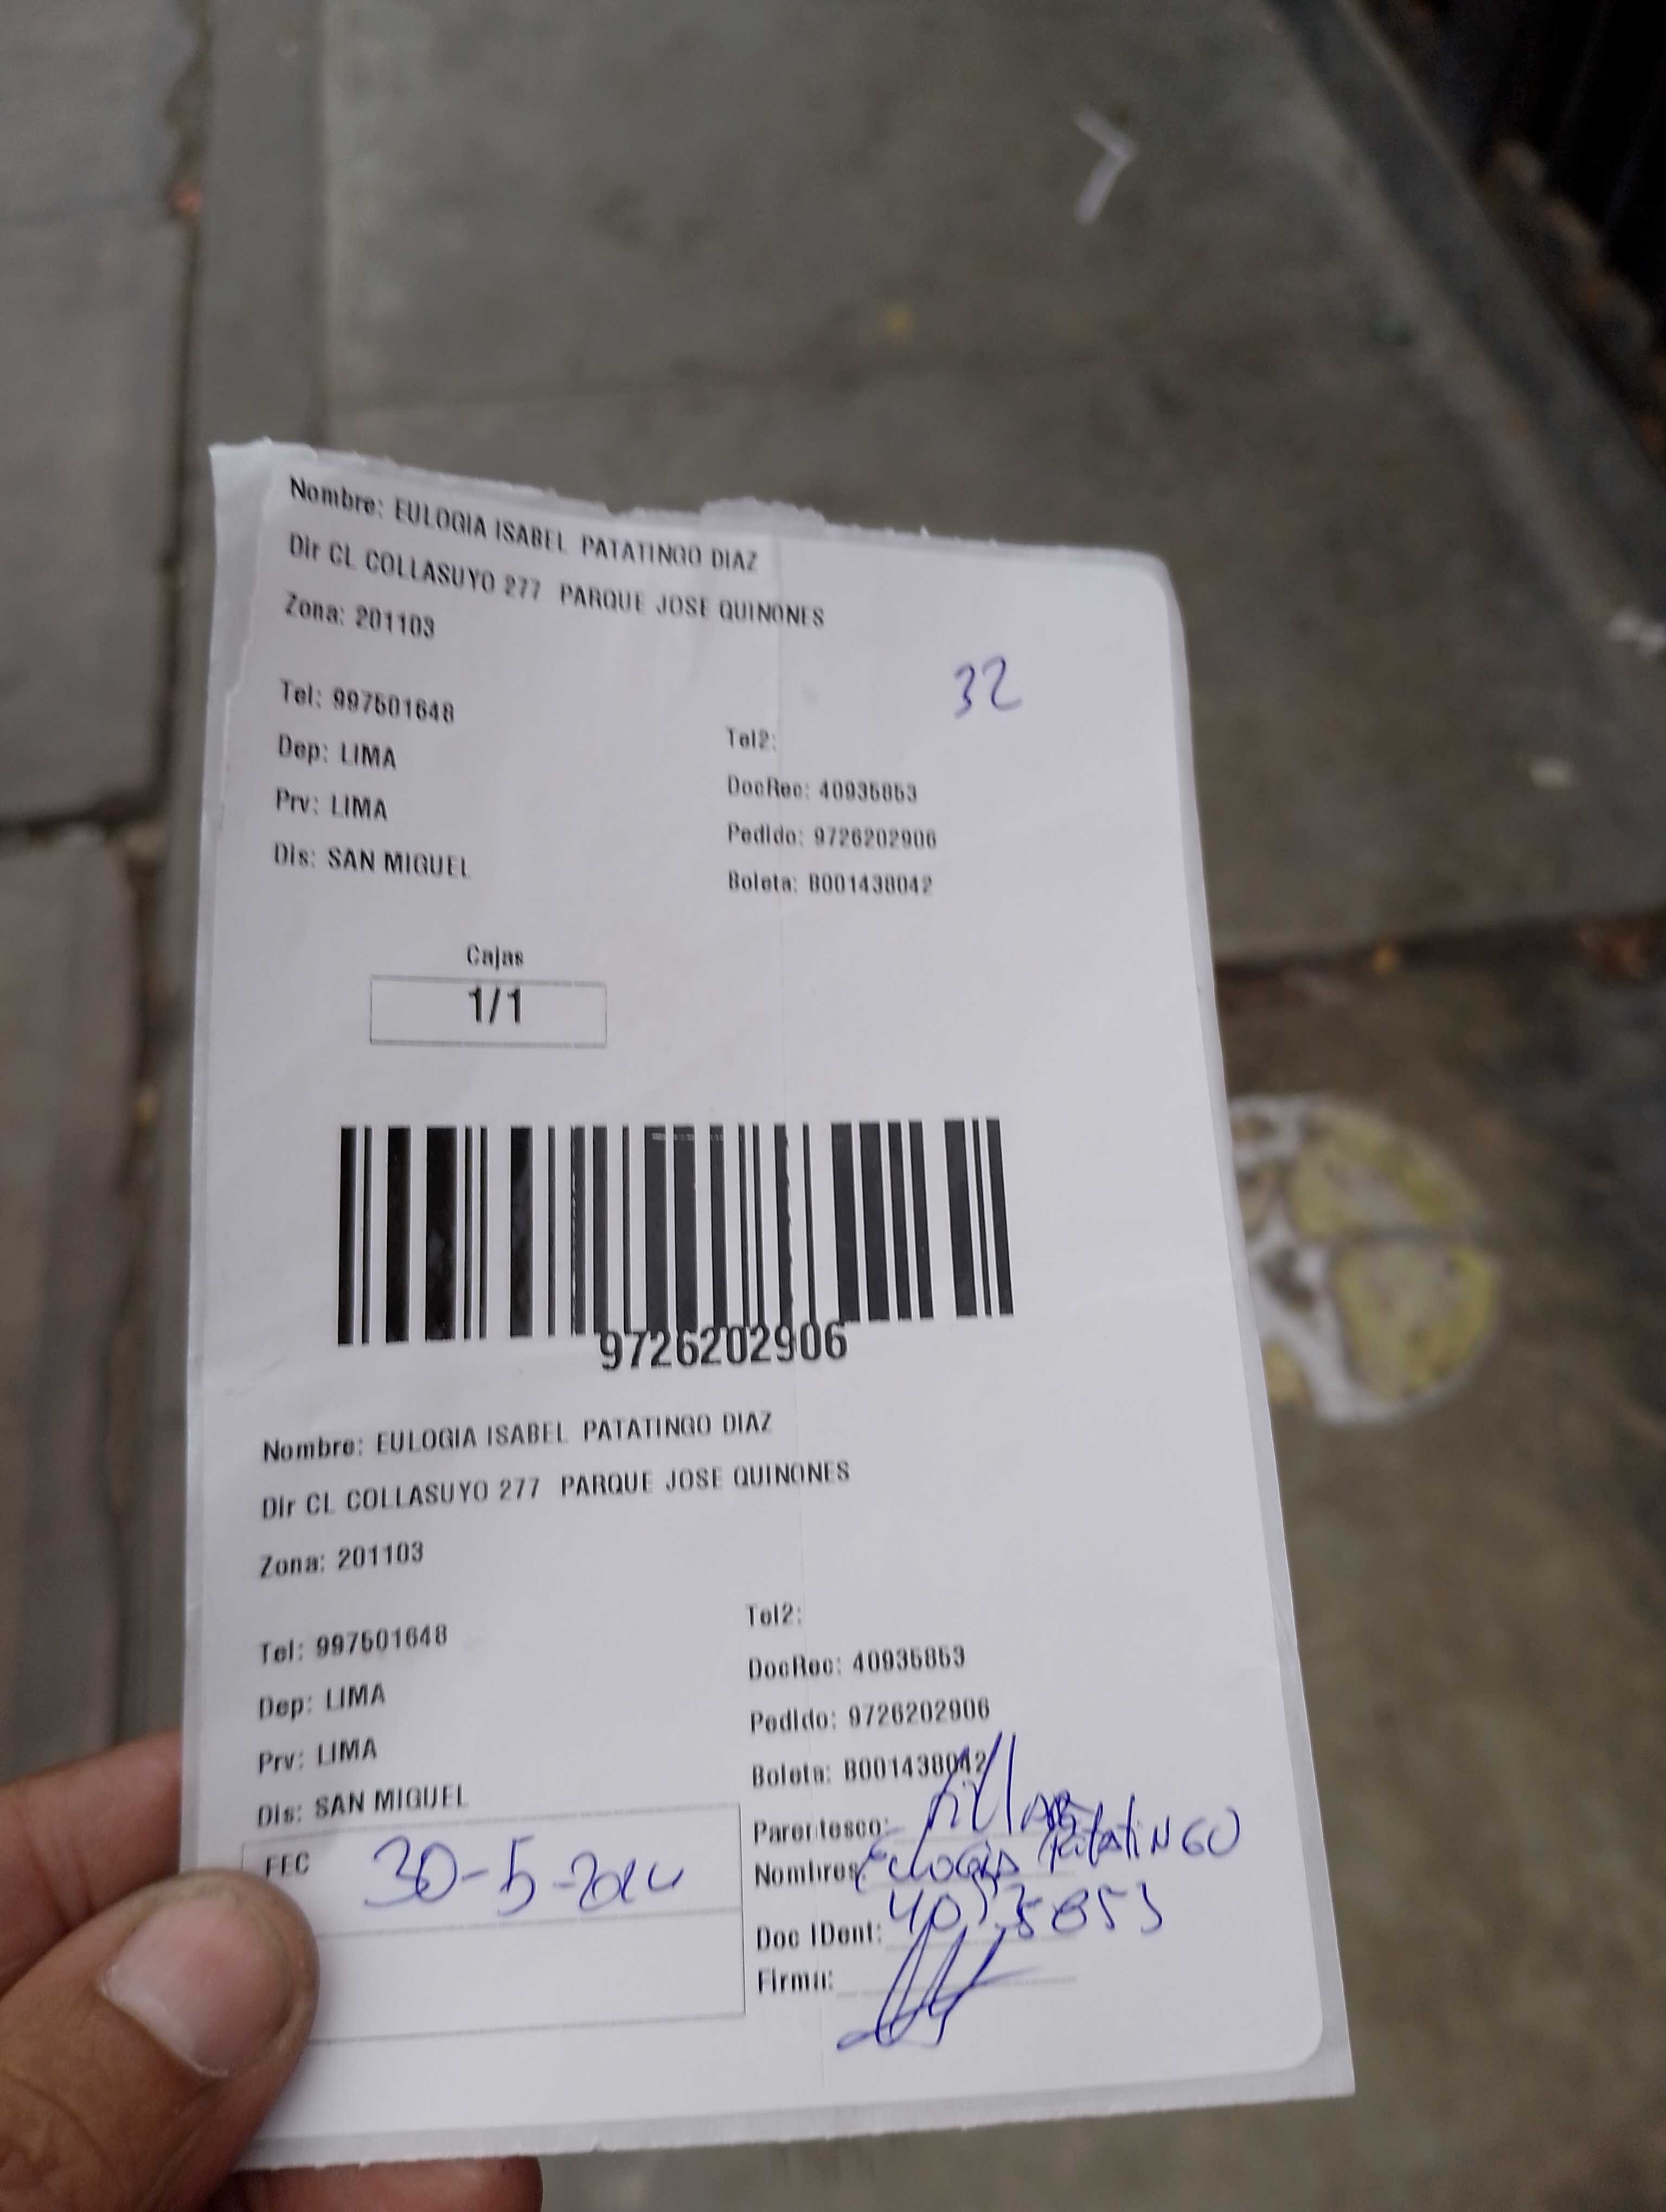 Nombre: EULOGIA ISABEL PATATINGO DIAZ
Dir CL COLLASUYO 277 PARQUE JOSE QUINONES
Zona: 201103
32
Tel: 997501648
Tel2:
Dep: LIMA
DocRec: 40935853
Prv: LIMA
Pedido: 9726202906
Dis: SAN MIGUEL
Boleta: B001438042
Cajas
1/1
9726202906
Nombre: EULOGIA ISABEL PATATINGO DIAZ
Dir CL COLLASUYO 277 PARQUE JOSE QUINONES
Zona: 201103
Tel: 997501648
Tel2:
Dep: LIMA
DocRec: 40935853
Prv: LIMA
Pedido: 9726202906
Dis: SAN MIGUEL
Boleta: B001438042
FEC 30-5-
Parentesco:
Nombres: Eulogia PatatiNGO
Doc IDent: 40935853
Firma: